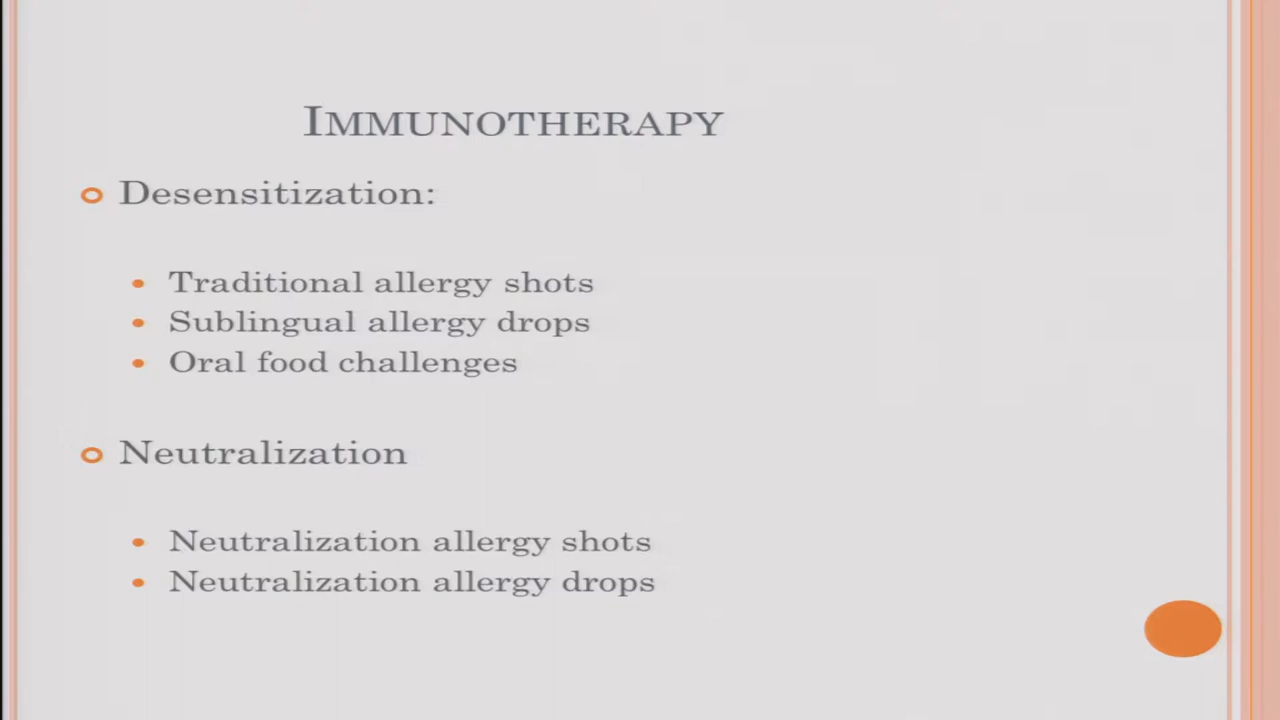 IMMUNOTHERAPY
Desensitization:
Traditional allergy shots
Sublingual allergy drops
Oral food challenges
Neutralization
Neutralization allergy shots
Neutralization allergy drops